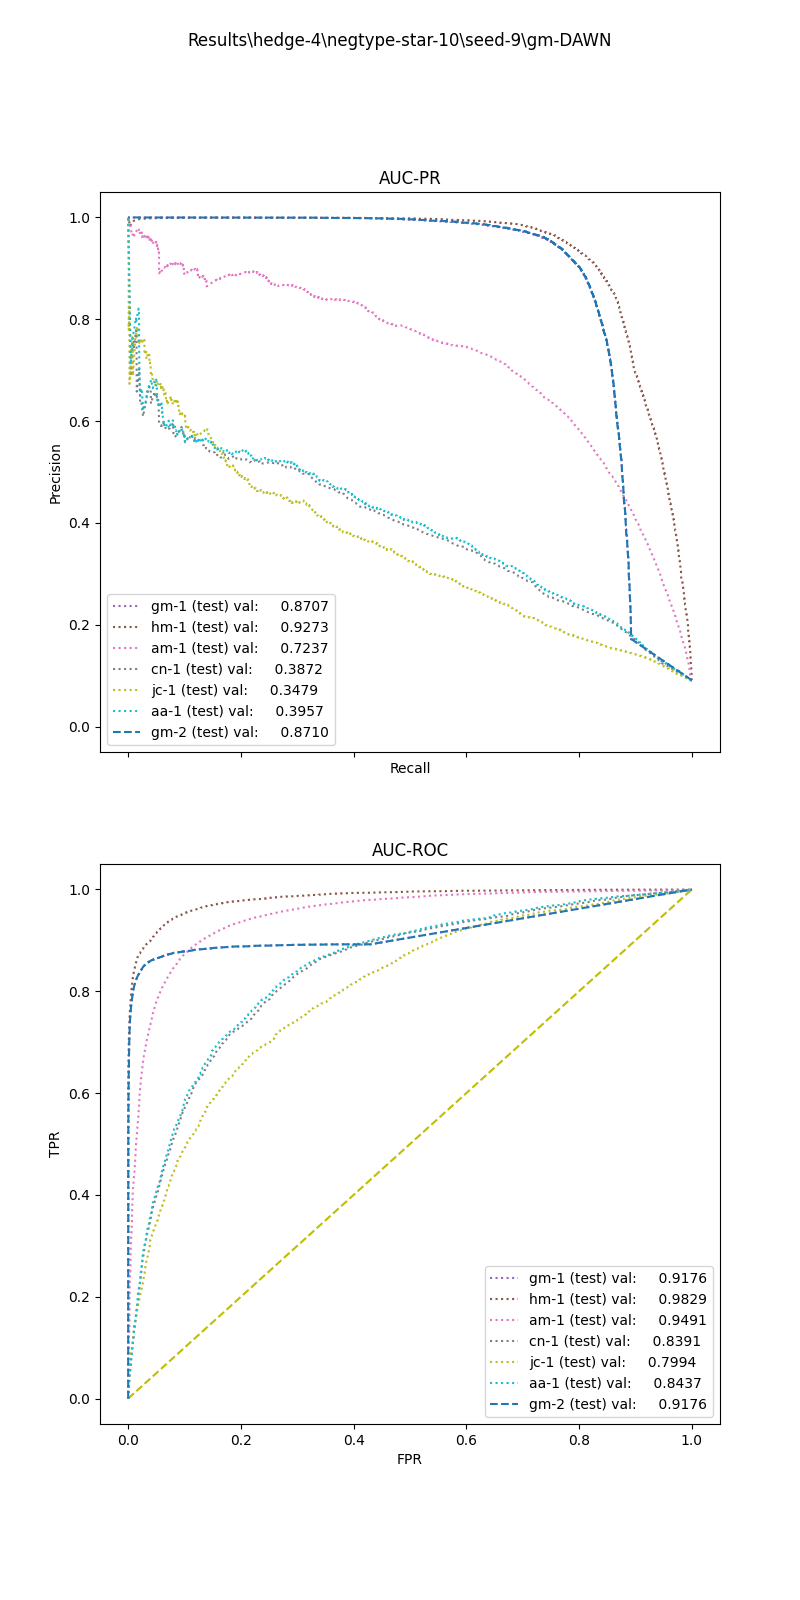 Results\hedge-4\negtype-star-10\seed-9\gm-DAWN
AUC-PR
1.0
0.8
0.6
0.4
0.2
0.0
Precision
gm-1 (test) val: 0.8707
hm-1 (test) val: 0.9273
am-1 (test) val: 0.7237
cn-1 (test) val: 0.3872
jc-1 (test) val: 0.3479
aa-1 (test) val: 0.3957
gm-2 (test) val: 0.8710
Recall
AUC-ROC
1.0
0.8
0.6
0.4
0.2
0.0
TPR
gm-1 (test) val: 0.9176
hm-1 (test) val: 0.9829
am-1 (test) val: 0.9491
cn-1 (test) val: 0.8391
jc-1 (test) val: 0.7994
aa-1 (test) val: 0.8437
gm-2 (test) val: 0.9176
0.0 0.2 0.4 0.6 0.8 1.0
FPR